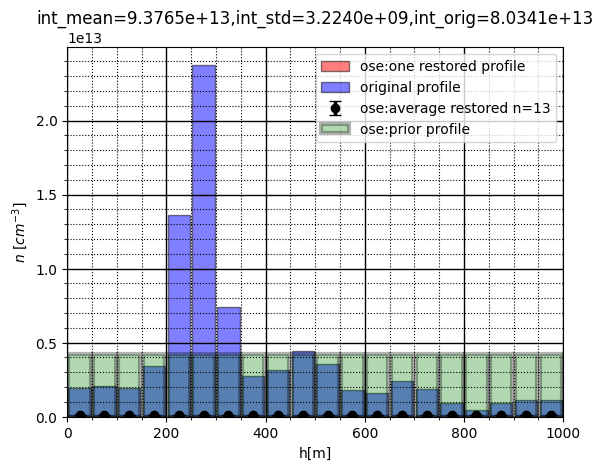 int_mean=9.3765e+13,int_std=3.2240e+09,int_orig=8.0341e+13
1e13
ose:one restored profile
original profile
ose:average restored n=13
ose:prior profile
2.0
1.5
1.0
0.5
0.0
n [cm⁻³]
0 200 400 600 800 1000
h[m]